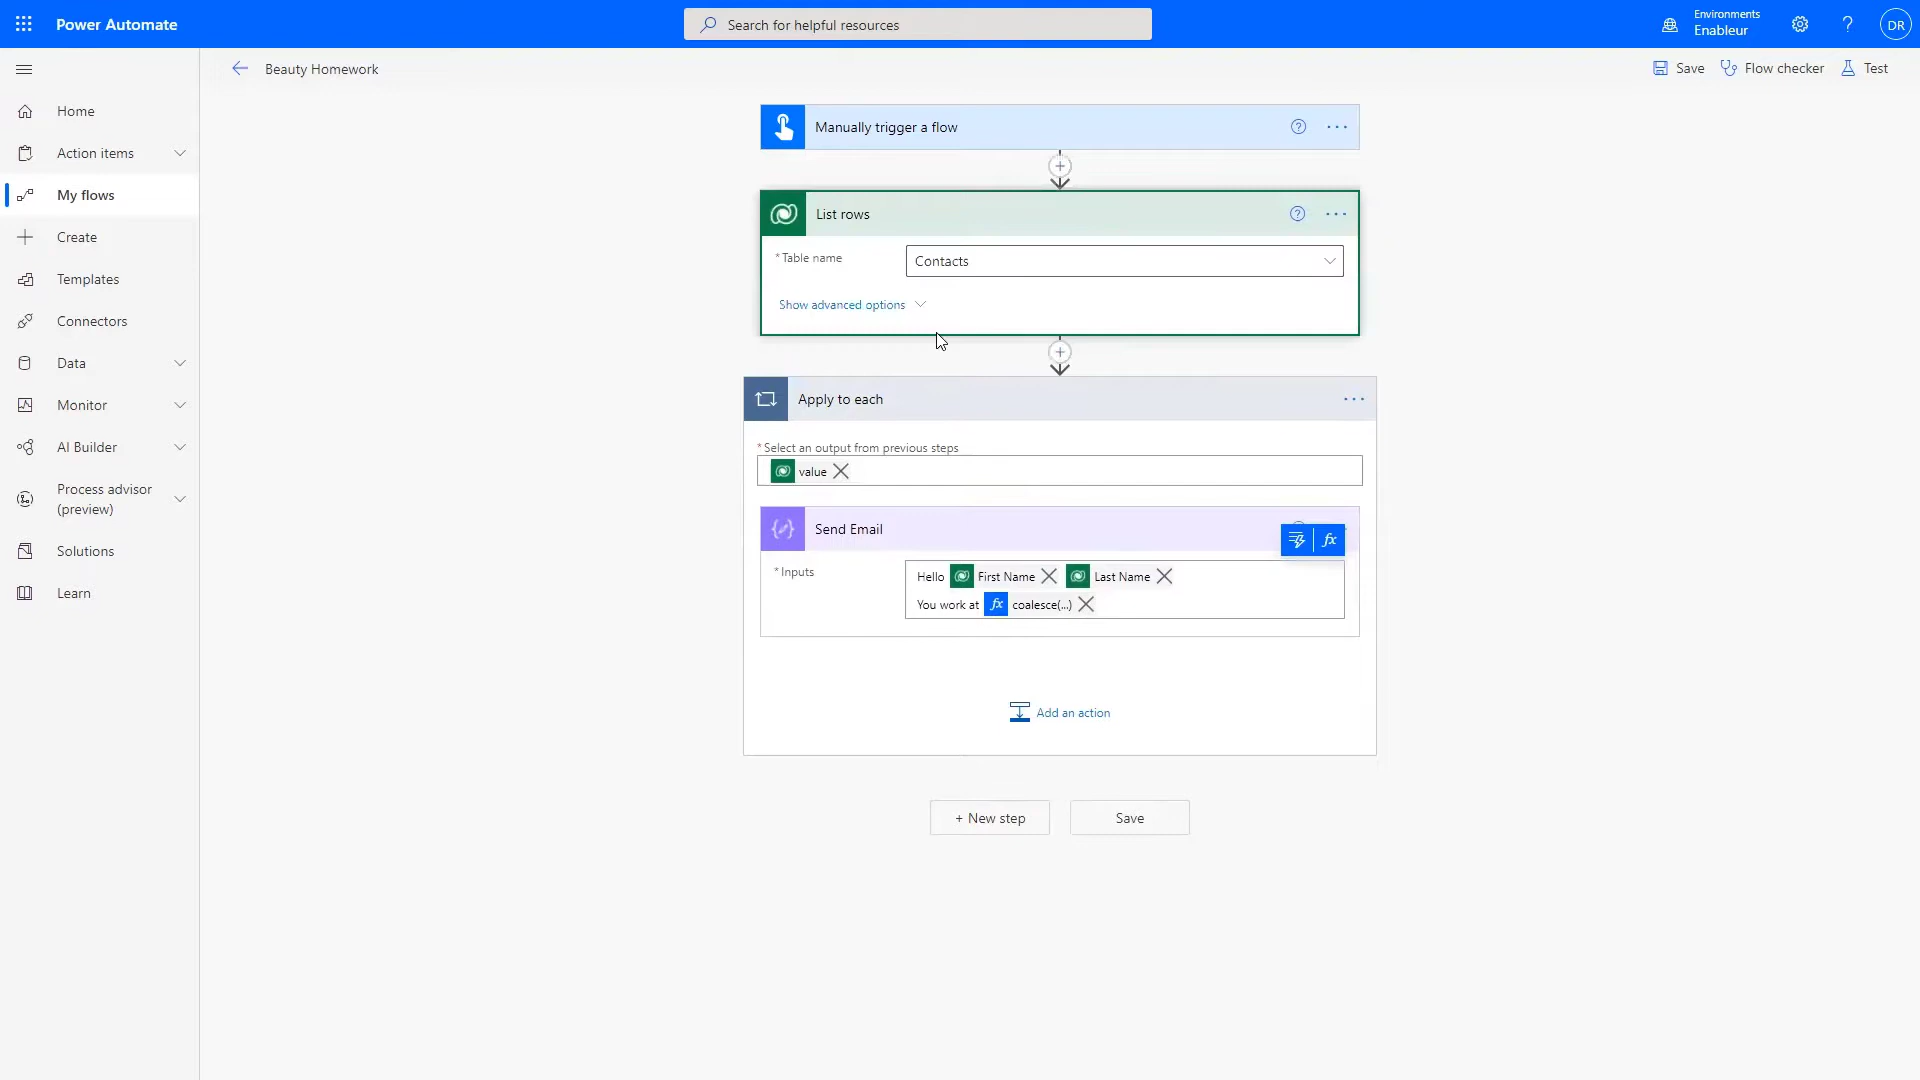 Power Automate
Search for helpful resources
Environments
Enableur
?
DR
Beauty Homework
Save
Flow checker
Test
Home
Action items
My flows
Create
Templates
Connectors
Data
Monitor
AI Builder
Process advisor
(preview)
Solutions
Learn
Manually trigger a flow
?
...
+
List rows
?
...
* Table name
Contacts
Show advanced options
+
Apply to each
...
* Select an output from previous steps
value
Send Email
fx
* Inputs
Hello First Name Last Name
You work at fx coalesce(...)
Add an action
+ New step
Save